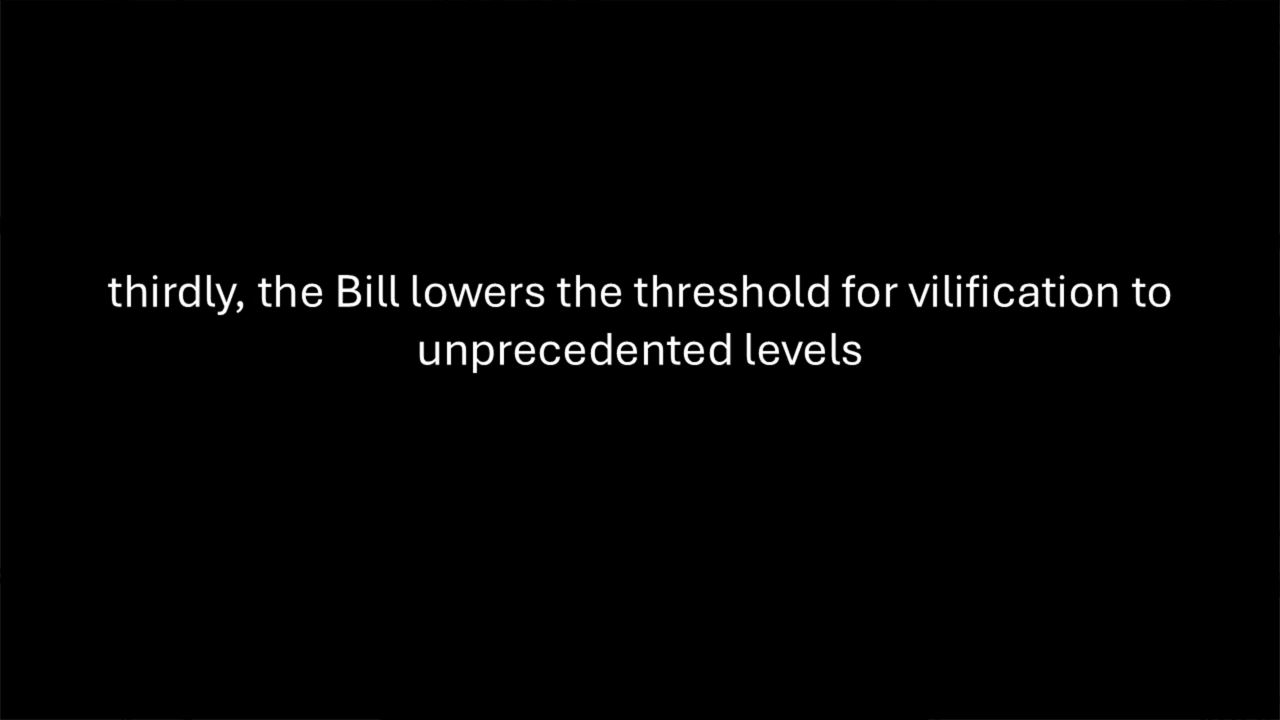 thirdly, the Bill lowers the threshold for vilification to
unprecedented levels